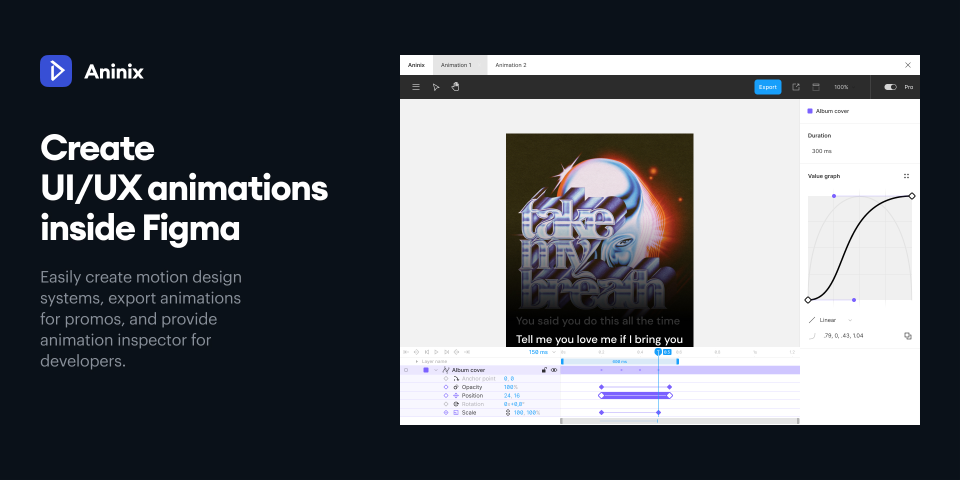 Aninix
Create
UI/UX animations
inside Figma
Easily create motion design
systems, export animations
for promos, and provide
animation inspector for
developers.
Aninix
Animation 1
Animation 2
Export
100%
Pro
take
my
breath
You said you do this all the time
Tell me you love me if I bring you
Album cover
Duration
300 ms
Value graph
Linear
.79, 0, .43, 1.04
150 ms
Layer name
Album cover
Anchor point
0, 0
Opacity
100%
Position
24, 16
Rotation
Scale
100, 100%